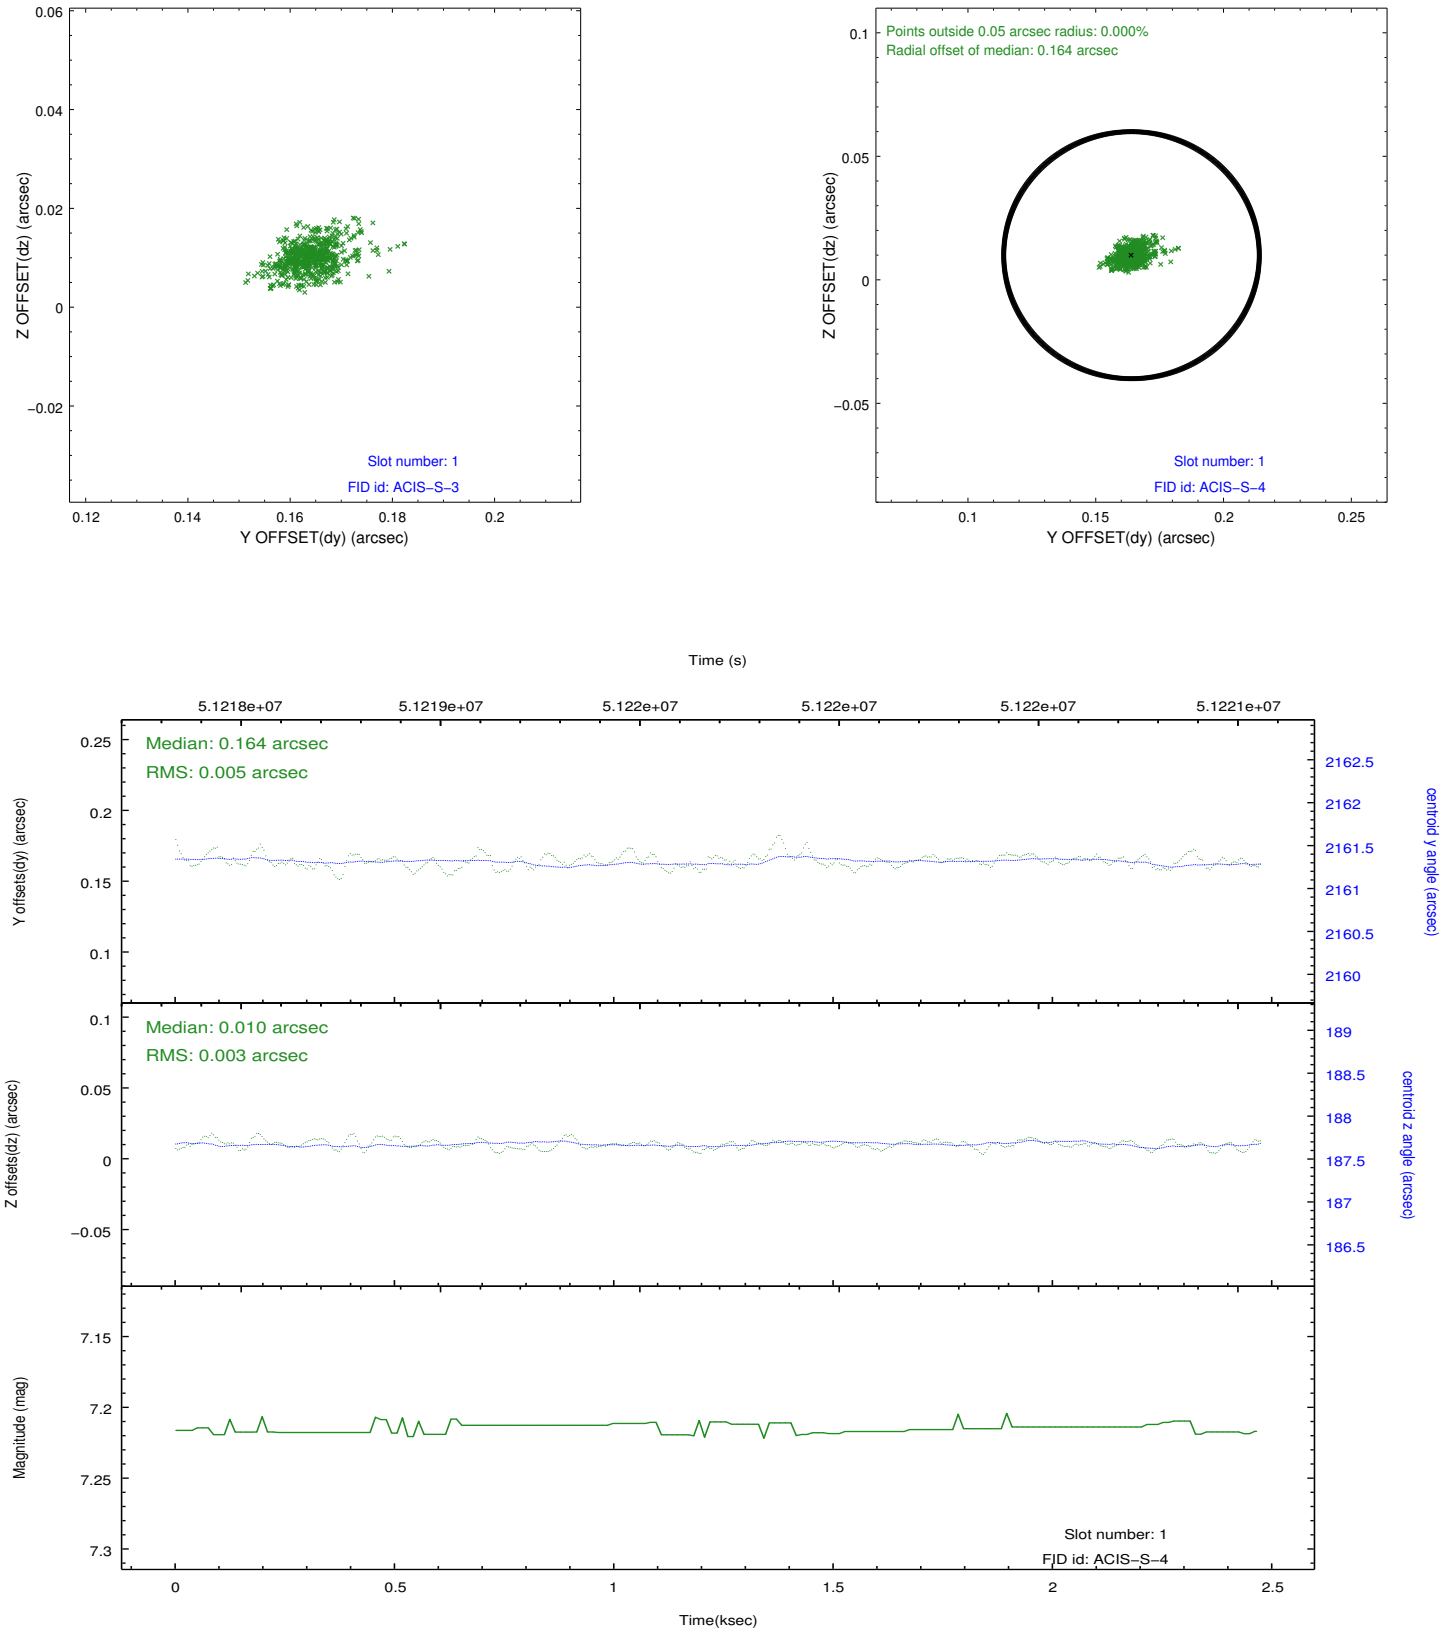 0.06
0.04
0.02
0
−0.02
Z OFFSET(dz) (arcsec)
Slot number: 1
FID id: ACIS−S−3
0.12 0.14 0.16 0.18 0.2
Y OFFSET(dy) (arcsec)
Points outside 0.05 arcsec radius: 0.000%
Radial offset of median: 0.164 arcsec
0.1
0.05
0
−0.05
Z OFFSET(dz) (arcsec)
Slot number: 1
FID id: ACIS−S−4
0.1 0.15 0.2 0.25
Y OFFSET(dy) (arcsec)
Time (s)
5.1218e+07 5.1219e+07 5.122e+07 5.122e+07 5.122e+07 5.1221e+07
Median: 0.164 arcsec
RMS: 0.005 arcsec
0.25
0.2
0.15
0.1
Y offsets(dy) (arcsec)
2162.5
2162
2161.5
2161
2160.5
2160
centroid y angle (arcsec)
Median: 0.010 arcsec
RMS: 0.003 arcsec
0.1
0.05
0
−0.05
Z offsets(dz) (arcsec)
189
188.5
188
187.5
187
186.5
centroid z angle (arcsec)
7.15
7.2
7.25
7.3
Magnitude (mag)
Slot number: 1
FID id: ACIS−S−4
0 0.5 1 1.5 2 2.5
Time(ksec)